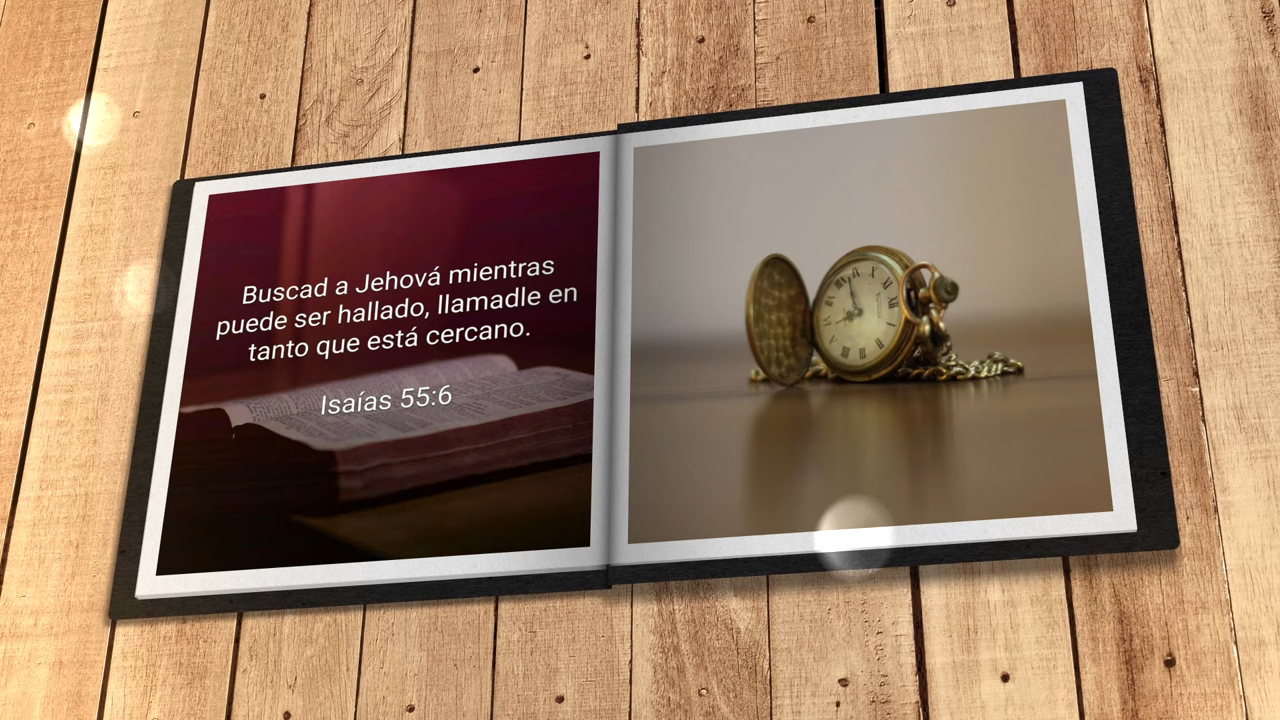 Buscad a Jehová mientras
puede ser hallado, llamadle en
tanto que está cercano.
Isaías 55:6